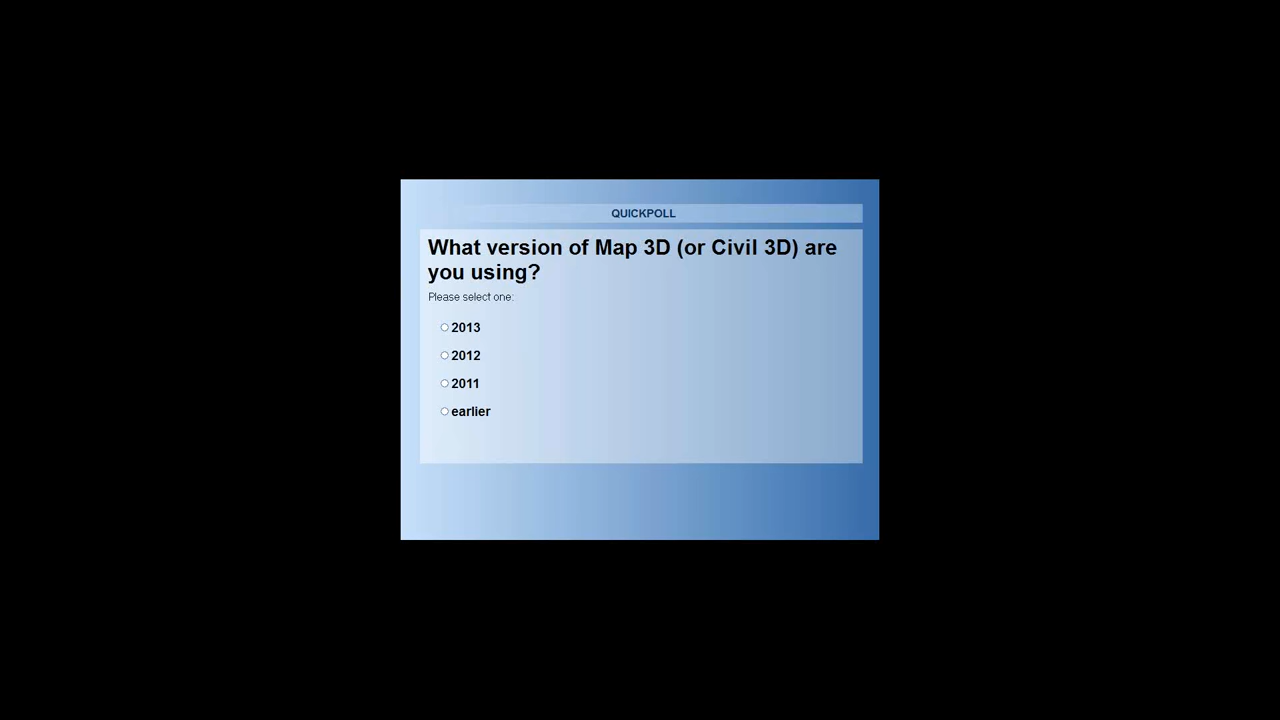 QUICKPOLL
What version of Map 3D (or Civil 3D) are
you using?
Please select one:
2013
2012
2011
earlier